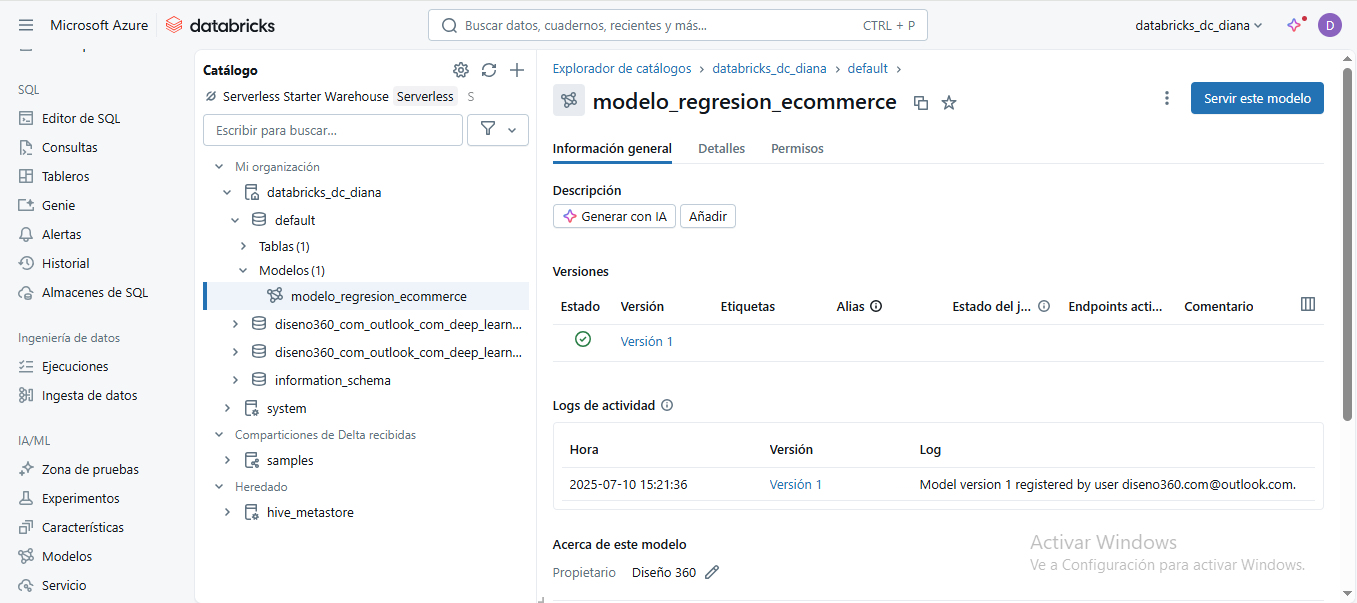 Microsoft Azure
databricks
Buscar datos, cuadernos, recientes y más...
CTRL + P
databricks_dc_diana
D
SQL
Editor de SQL
Consultas
Tableros
Genie
Alertas
Historial
Almacenes de SQL
Ingeniería de datos
Ejecuciones
Ingesta de datos
IA/ML
Zona de pruebas
Experimentos
Características
Modelos
Servicio
Catálogo
Serverless Starter Warehouse Serverless S
Escribir para buscar...
Mi organización
databricks_dc_diana
default
Tablas (1)
Modelos (1)
modelo_regresion_ecommerce
diseno360_com_outlook_com_deep_learn...
diseno360_com_outlook_com_deep_learn...
information_schema
system
Comparticiones de Delta recibidas
samples
Heredado
hive_metastore
Explorador de catálogos › databricks_dc_diana › default ›
modelo_regresion_ecommerce
Servir este modelo
Información general Detalles Permisos
Descripción
Generar con IA Añadir
Versiones
Estado Versión Etiquetas Alias Estado del j... Endpoints acti... Comentario
Versión 1
Logs de actividad
Hora Versión Log
2025-07-10 15:21:36 Versión 1 Model version 1 registered by user diseno360.com@outlook.com.
Acerca de este modelo
Propietario Diseño 360
Activar Windows
Ve a Configuración para activar Windows.